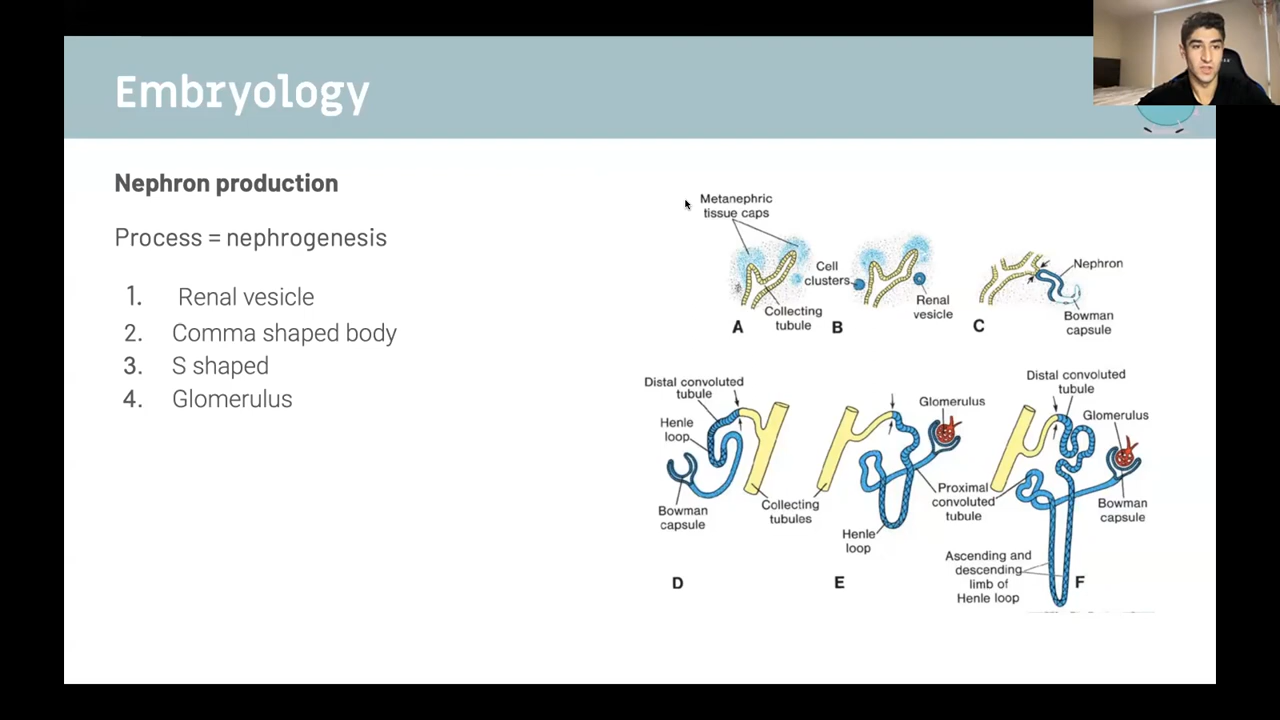 Embryology
Nephron production
Process = nephrogenesis
1. Renal vesicle
2. Comma shaped body
3. S shaped
4. Glomerulus
Metanephric
tissue caps
Cell
clusters
Collecting
tubule
Renal
vesicle
Nephron
Bowman
capsule
A
B
C
Distal convoluted
tubule
Henle
loop
Bowman
capsule
Collecting
tubules
Glomerulus
Henle
loop
Proximal
convoluted
tubule
Distal convoluted
tubule
Glomerulus
Bowman
capsule
Ascending and
descending
limb of
Henle loop
D
E
F